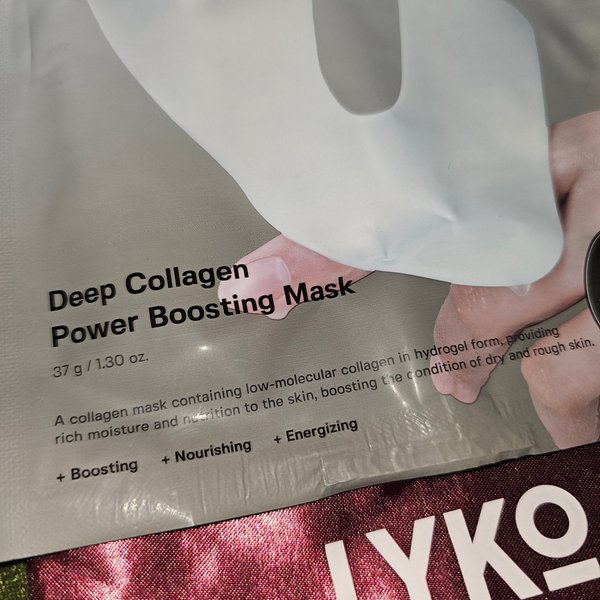 Deep Collagen
Power Boosting Mask
37 g / 1.30 oz.
A collagen mask containing low-molecular collagen in hydrogel form, providing
rich moisture and nutrition to the skin, boosting the condition of dry and rough skin.
+ Boosting + Nourishing + Energizing
LYKO